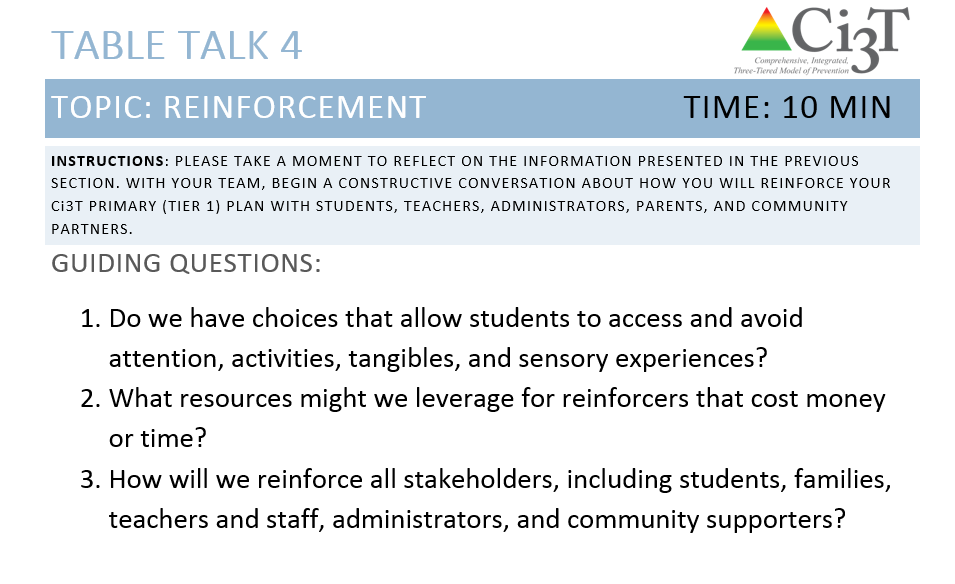 TABLE TALK 4
Ci3T
Comprehensive, Integrated,
Three-Tiered Model of Prevention
TOPIC: REINFORCEMENT TIME: 10 MIN
INSTRUCTIONS: PLEASE TAKE A MOMENT TO REFLECT ON THE INFORMATION PRESENTED IN THE PREVIOUS
SECTION. WITH YOUR TEAM, BEGIN A CONSTRUCTIVE CONVERSATION ABOUT HOW YOU WILL REINFORCE YOUR
Ci3T PRIMARY (TIER 1) PLAN WITH STUDENTS, TEACHERS, ADMINISTRATORS, PARENTS, AND COMMUNITY
PARTNERS.
GUIDING QUESTIONS:
1. Do we have choices that allow students to access and avoid
attention, activities, tangibles, and sensory experiences?
2. What resources might we leverage for reinforcers that cost money
or time?
3. How will we reinforce all stakeholders, including students, families,
teachers and staff, administrators, and community supporters?